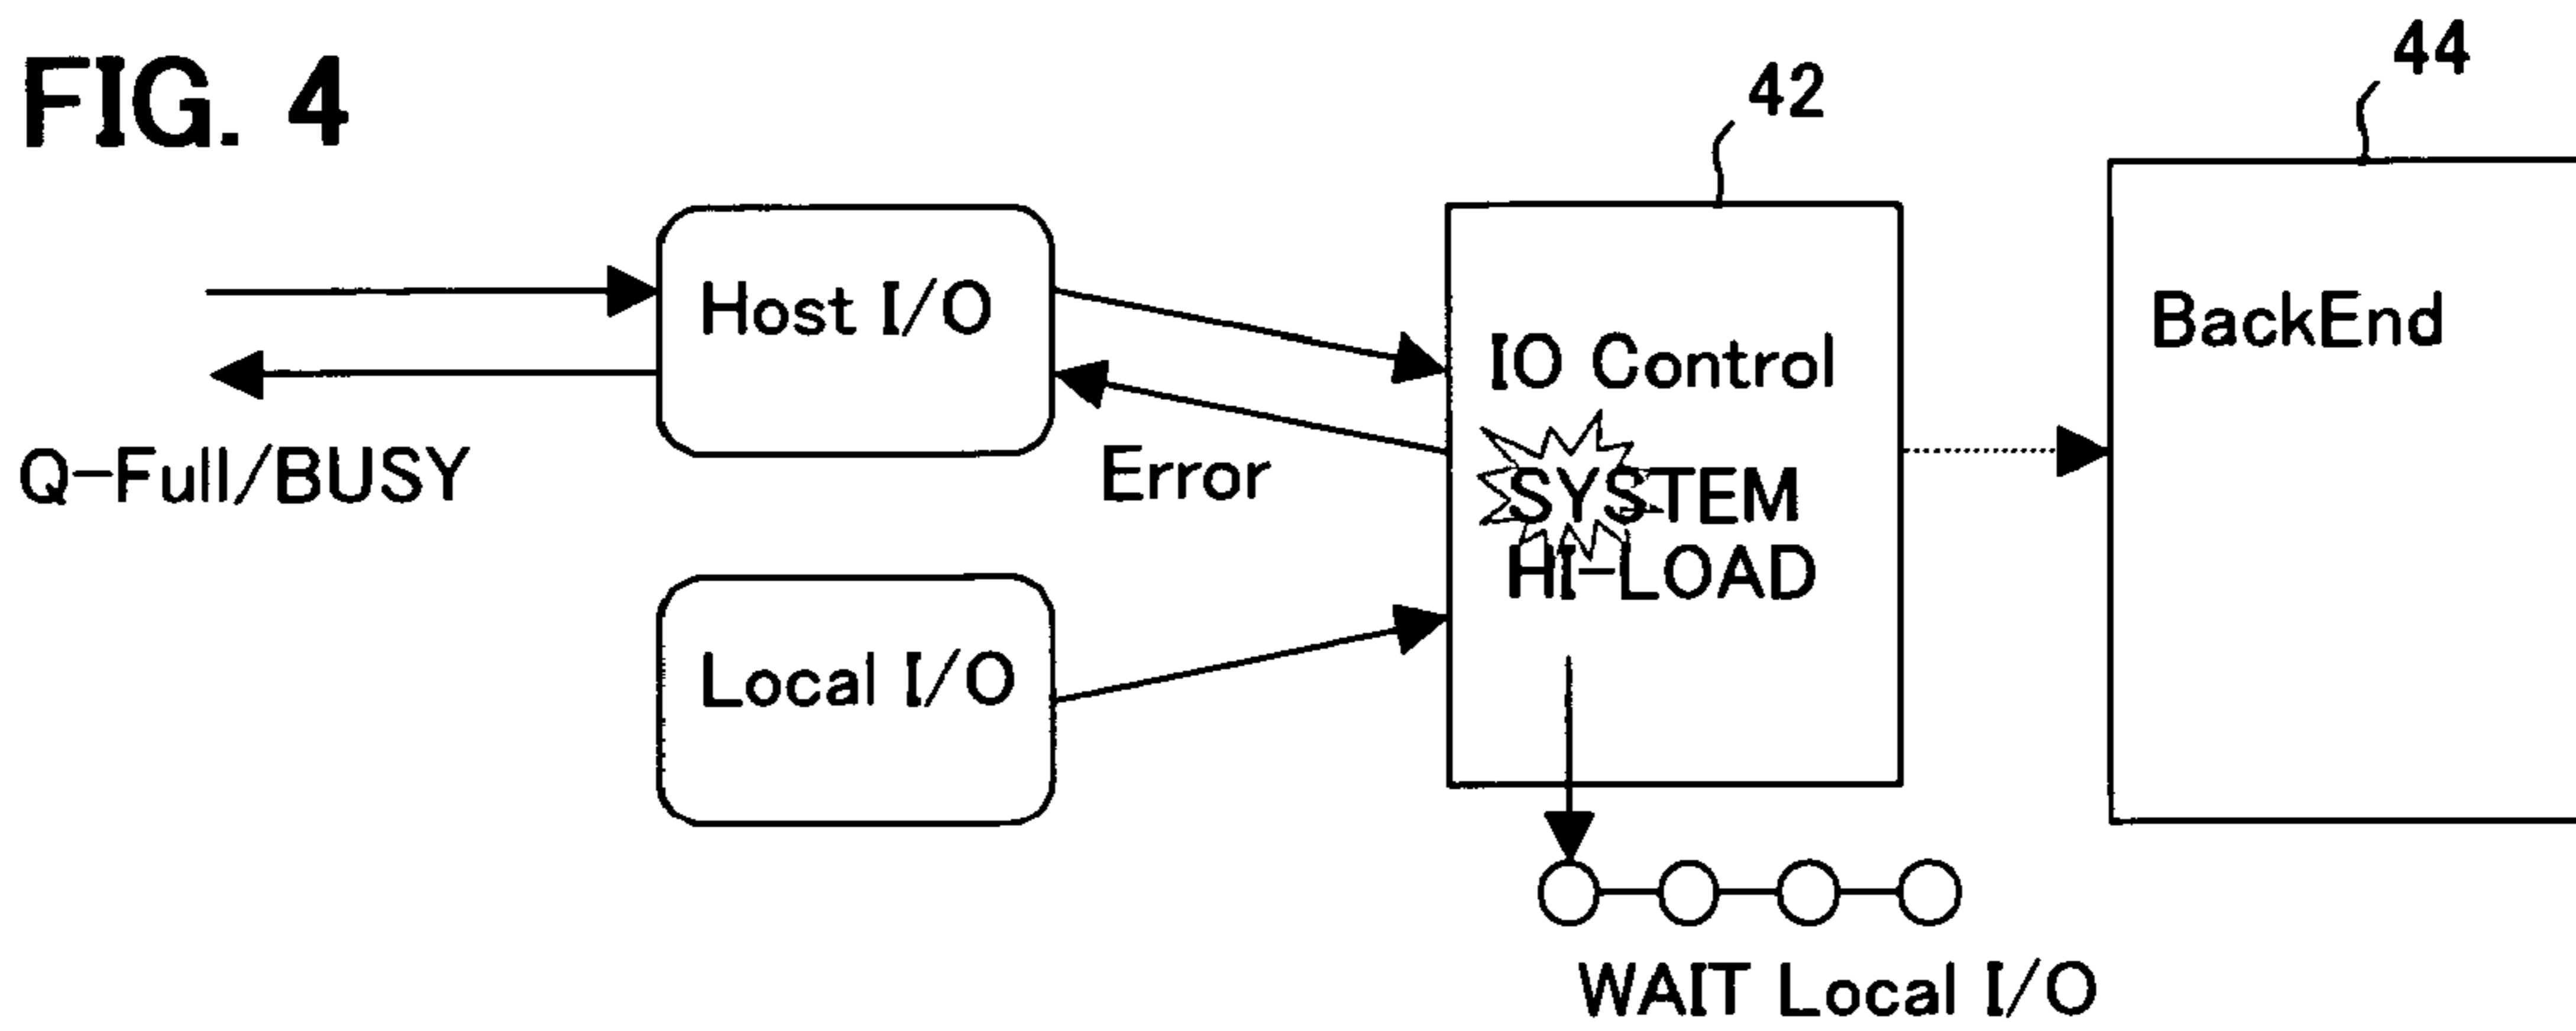 FIG. 4
42
44
Host I/O
BackEnd
IO Control
Q-Full/BUSY
Error
SYSTEM
HI-LOAD
Local I/O
WAIT Local I/O